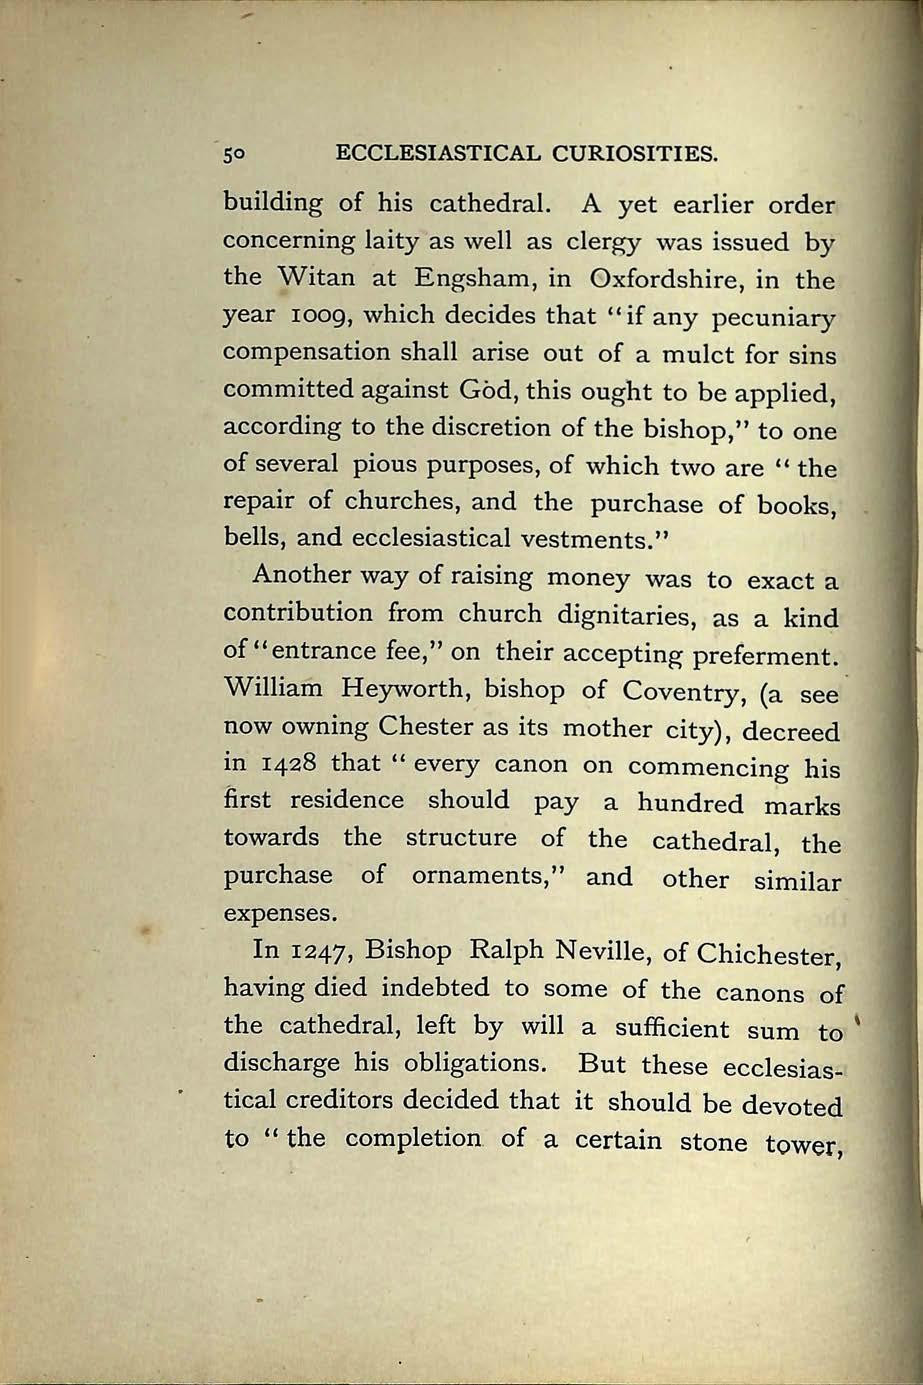 50 ECCLESIASTICAL CURIOSITIES.
building of his cathedral. A yet earlier order
concerning laity as well as clergy was issued by
the Witan at Engsham, in Oxfordshire, in the
year 1009, which decides that “if any pecuniary
compensation shall arise out of a mulct for sins
committed against God, this ought to be applied,
according to the discretion of the bishop,” to one
of several pious purposes, of which two are “ the
repair of churches, and the purchase of books,
bells, and ecclesiastical vestments.”
Another way of raising money was to exact a
contribution from church dignitaries, as a kind
of “entrance fee,” on their accepting preferment.
William Heyworth, bishop of Coventry, (a see
now owning Chester as its mother city), decreed
in 1428 that “ every canon on commencing his
first residence should pay a hundred marks
towards the structure of the cathedral, the
purchase of ornaments,” and other similar
expenses.
In 1247, Bishop Ralph Neville, of Chichester,
having died indebted to some of the canons of
the cathedral, left by will a sufficient sum to
discharge his obligations. But these ecclesias-
tical creditors decided that it should be devoted
to “ the completion of a certain stone tower,